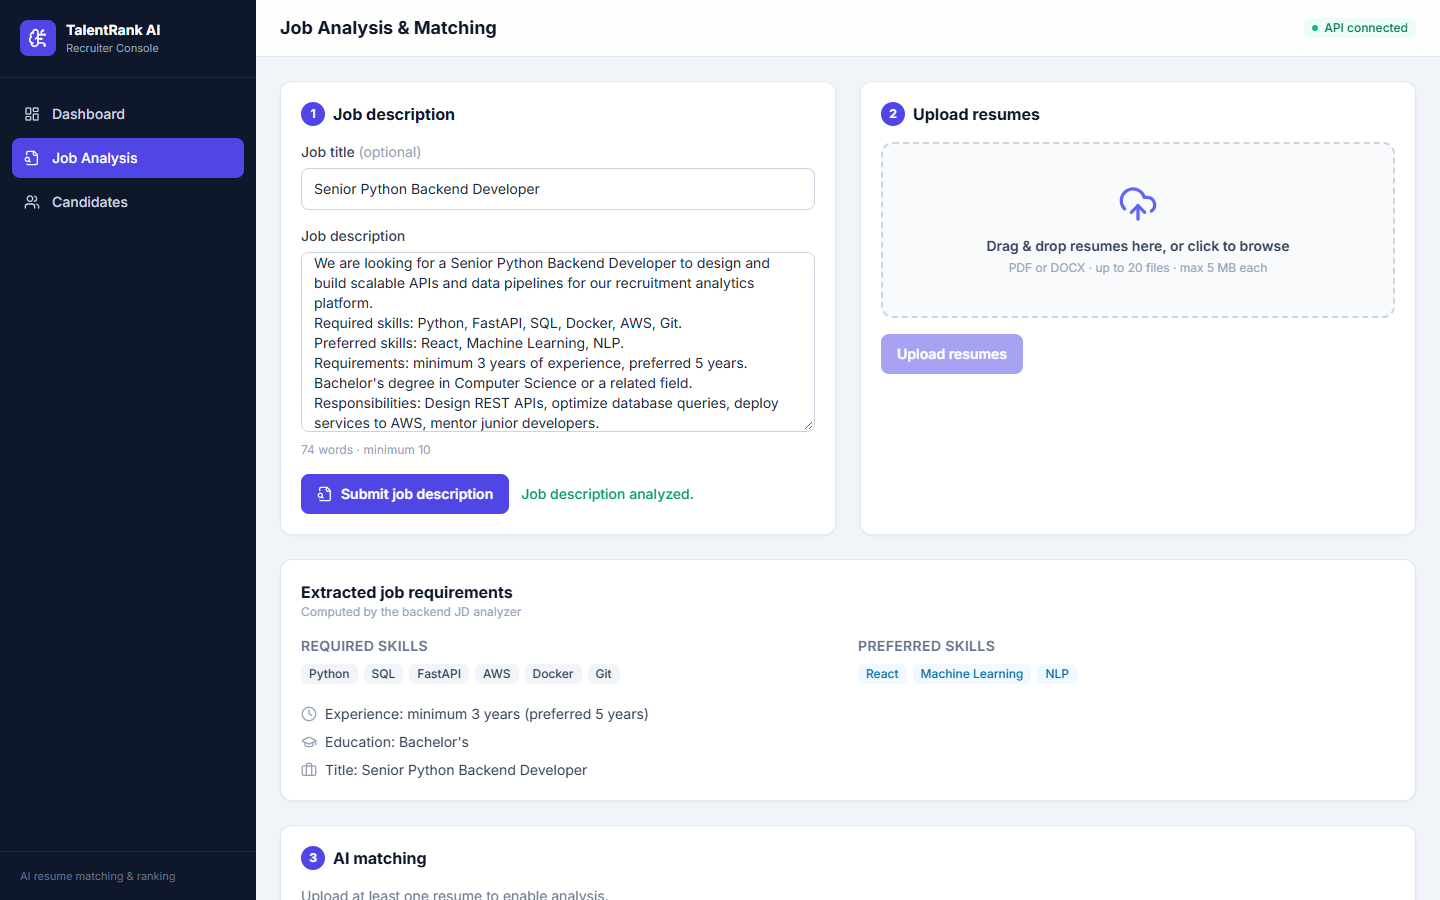 TalentRank AI
Recruiter Console
Dashboard
Job Analysis
Candidates
AI resume matching & ranking
Job Analysis & Matching
API connected
1 Job description
Job title (optional)
Senior Python Backend Developer
Job description
We are looking for a Senior Python Backend Developer to design and
build scalable APIs and data pipelines for our recruitment analytics
platform.
Required skills: Python, FastAPI, SQL, Docker, AWS, Git.
Preferred skills: React, Machine Learning, NLP.
Requirements: minimum 3 years of experience, preferred 5 years.
Bachelor's degree in Computer Science or a related field.
Responsibilities: Design REST APIs, optimize database queries, deploy
services to AWS, mentor junior developers.
74 words · minimum 10
Submit job description
Job description analyzed.
2 Upload resumes
Drag & drop resumes here, or click to browse
PDF or DOCX · up to 20 files · max 5 MB each
Upload resumes
Extracted job requirements
Computed by the backend JD analyzer
REQUIRED SKILLS
Python SQL FastAPI AWS Docker Git
PREFERRED SKILLS
React Machine Learning NLP
Experience: minimum 3 years (preferred 5 years)
Education: Bachelor's
Title: Senior Python Backend Developer
3 AI matching
Upload at least one resume to enable analysis.